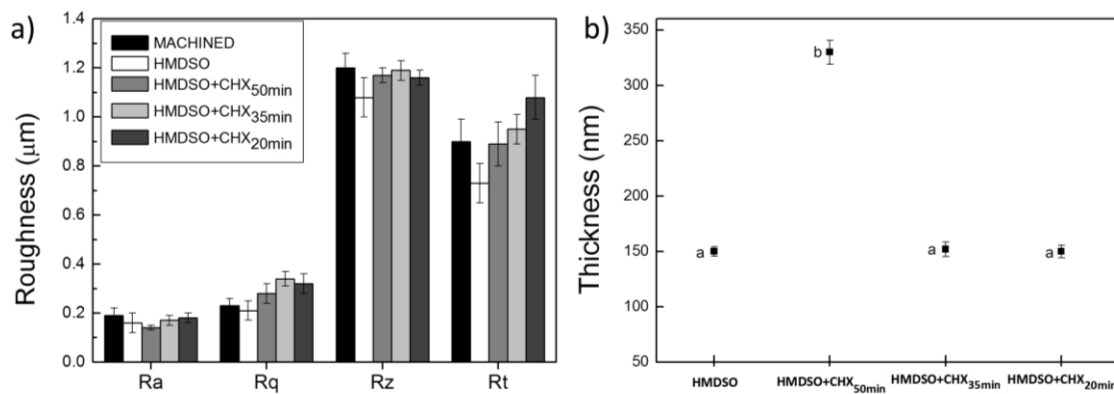 a)
Roughness (μm)
1.4
1.2
1.0
0.8
0.6
0.4
0.2
0.0
MACHINED
HMDSO
HMDSO+CHX50min
HMDSO+CHX35min
HMDSO+CHX20min
Ra Rq Rz Rt
b)
Thickness (nm)
350
300
250
200
150
100
50
a
b
a
a
HMDSO HMDSO+CHX50min HMDSO+CHX35min HMDSO+CHX20min